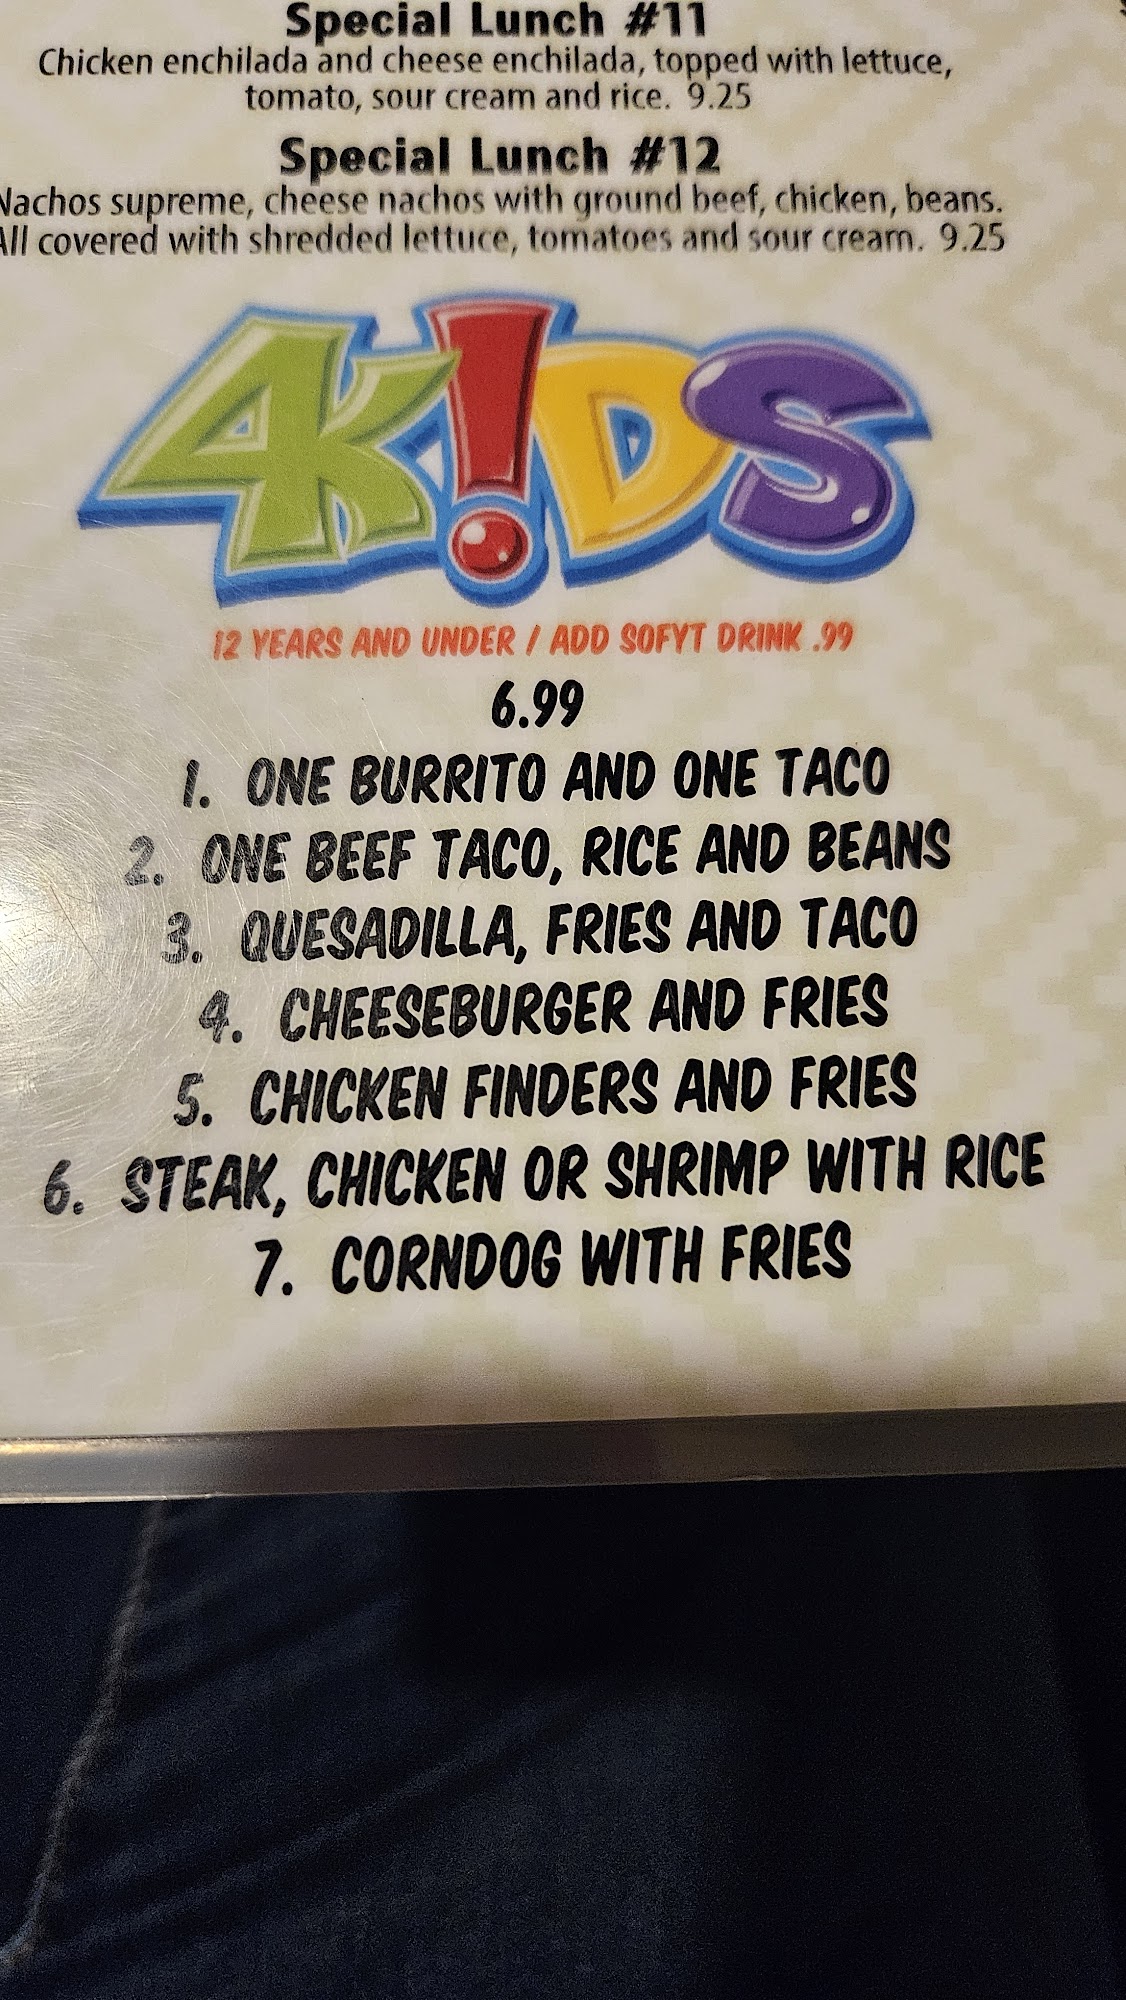 Special Lunch #11
Chicken enchilada and cheese enchilada, topped with lettuce,
tomato, sour cream and rice. 9.25
Special Lunch #12
Nachos supreme, cheese nachos with ground beef, chicken, beans.
All covered with shredded lettuce, tomatoes and sour cream. 9.25
4K!DS
12 YEARS AND UNDER / ADD SOFYT DRINK .99
6.99
1. ONE BURRITO AND ONE TACO
2. ONE BEEF TACO, RICE AND BEANS
3. QUESADILLA, FRIES AND TACO
4. CHEESEBURGER AND FRIES
5. CHICKEN FINDERS AND FRIES
6. STEAK, CHICKEN OR SHRIMP WITH RICE
7. CORNDOG WITH FRIES